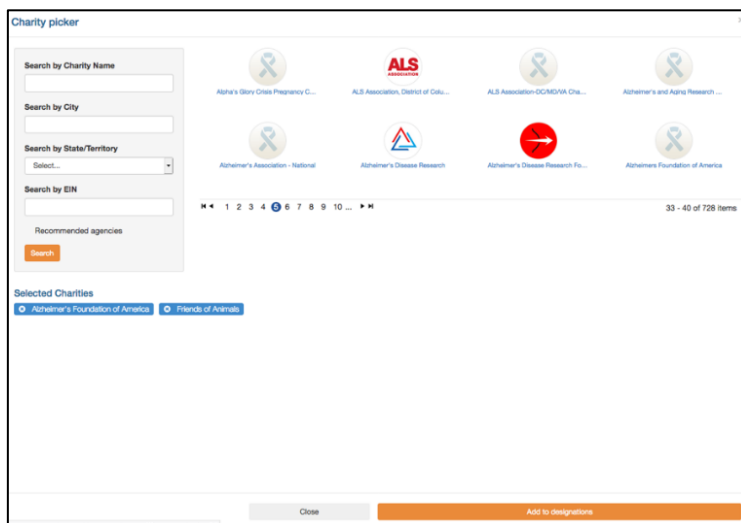 Charity picker
Search by Charity Name
Search by City
Search by State/Territory
Select...
Search by EIN
Recommended agencies
Search
ALS
ASSOCIATION
Alpha's Glory Crisis Pregnancy C...
ALS Association, District of Colu...
ALS Association-DC/MD/VA Cha...
Alzheimer's and Aging Research ...
Alzheimer's Association - National
Alzheimer's Disease Research
Alzheimer's Disease Research Fo...
Alzheimers Foundation of America
1 2 3 4 5 6 7 8 9 10 ...
33 - 40 of 728 items
Selected Charities
Alzheimer's Foundation of America
Friends of Animals
Close
Add to designations